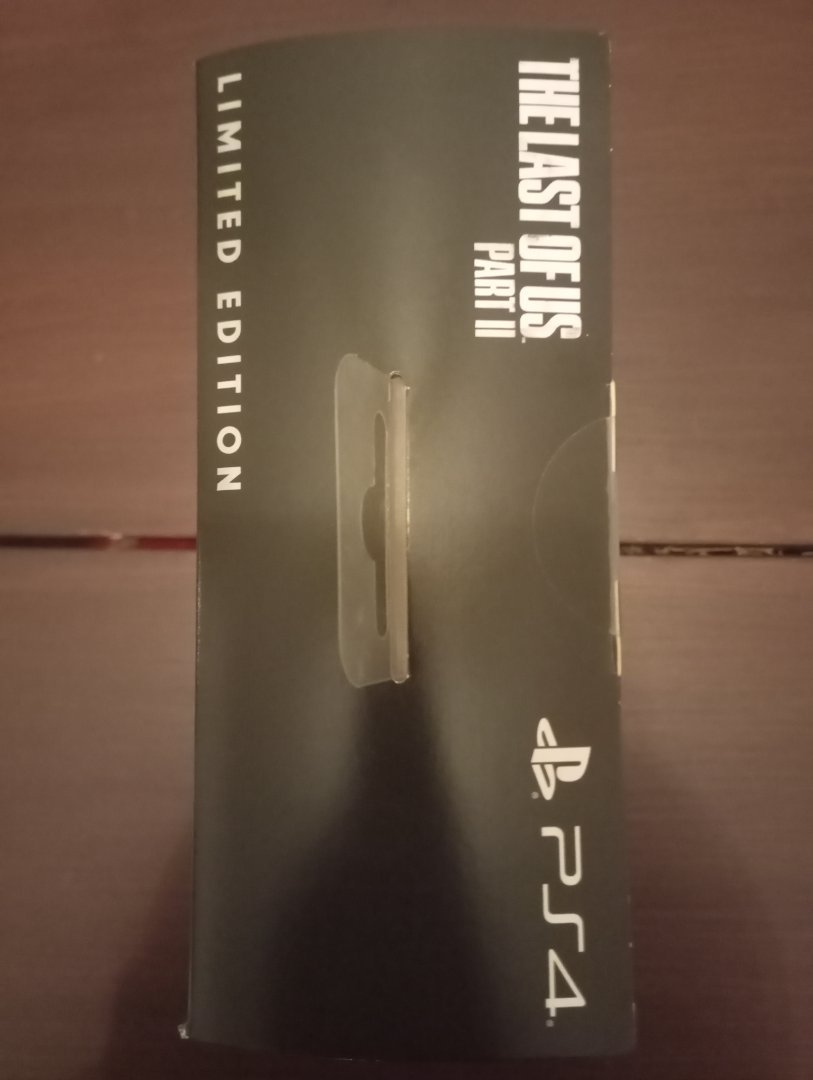 THE LAST OF US
PART II
PS4
LIMITED EDITION